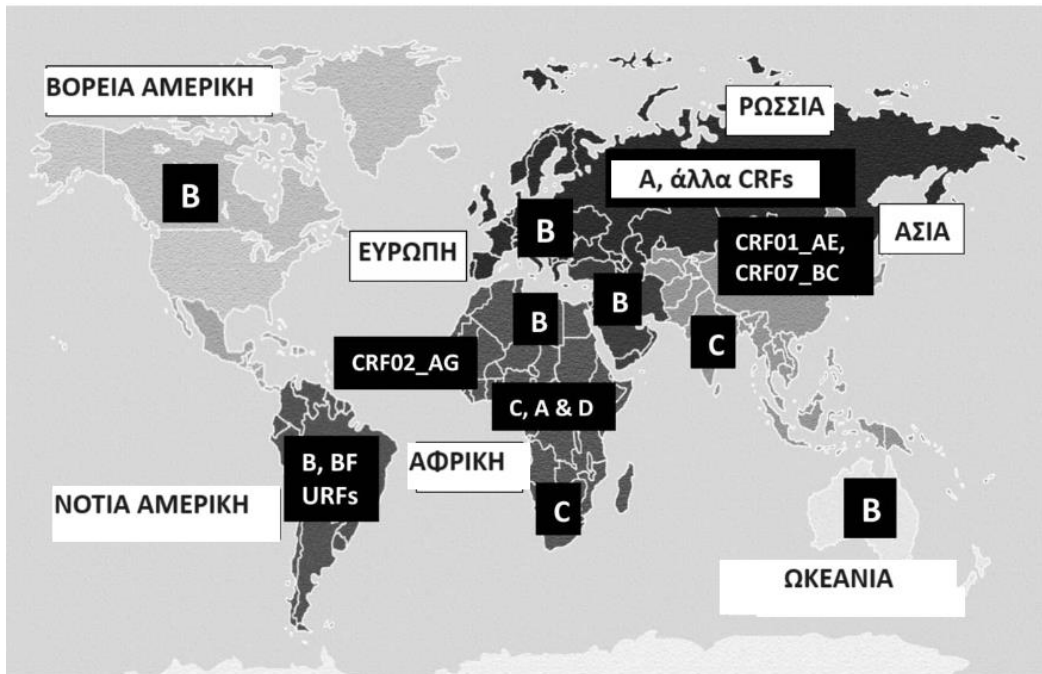 ΒΟΡΕΙΑ ΑΜΕΡΙΚΗ
ΡΩΣΣΙΑ
Α, άλλα CRFs
B
ΕΥΡΩΠΗ
B
ΑΣΙΑ
CRF01_AE,
CRF07_BC
B
B
C
CRF02_AG
C, A & D
ΑΦΡΙΚΗ
B, BF
URFs
ΝΟΤΙΑ ΑΜΕΡΙΚΗ
C
B
ΩΚΕΑΝΙΑ